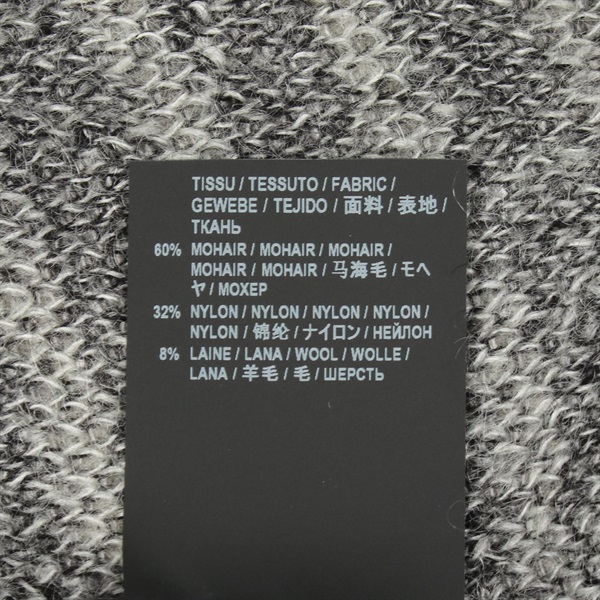 TISSU / TESSUTO / FABRIC /
GEWEBE / TEJIDO / 面料 / 表地 /
ТКАНЬ
60% MOHAIR / MOHAIR / MOHAIR /
MOHAIR / MOHAIR / 马海毛 / モヘ
ヤ / МОХЕР
32% NYLON / NYLON / NYLON / NYLON /
NYLON / 锦纶 / ナイロン / НЕЙЛОН
8% LAINE / LANA / WOOL / WOLLE /
LANA / 羊毛 / 毛 / ШЕРСТЬ